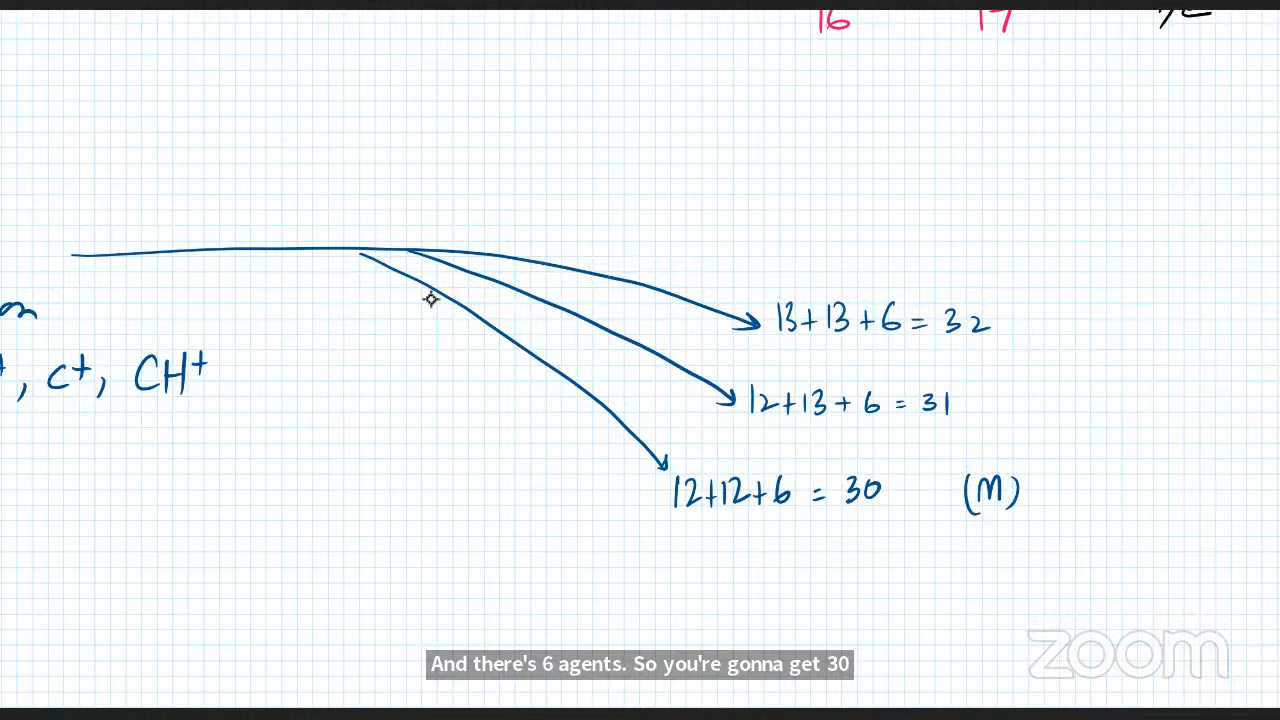 16 17
13+13+6 = 32
+, C+, CH+
12+13+6 = 31
12+12+6 = 30 (M)
And there's 6 agents. So you're gonna get 30
zoom